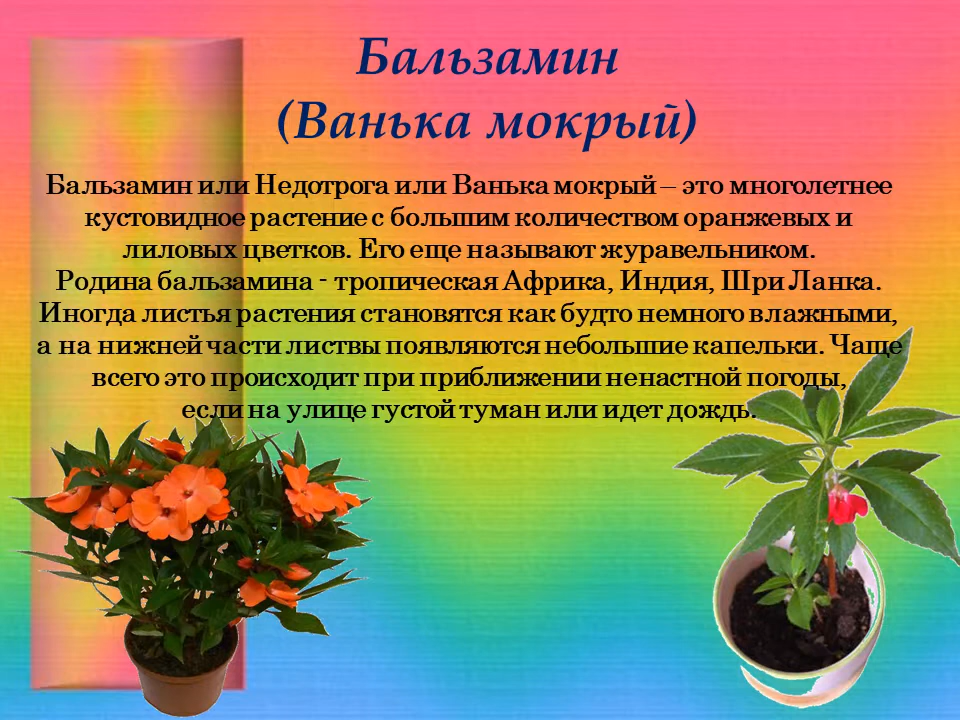 Бальзамин
(Ванька мокрый)
Бальзамин или Недотрога или Ванька мокрый – это многолетнее
кустовидное растение с большим количеством оранжевых и
лиловых цветков. Его еще называют журавельником.
Родина бальзамина - тропическая Африка, Индия, Шри Ланка.
Иногда листья растения становятся как будто немного влажными,
а на нижней части листвы появляются небольшие капельки. Чаще
всего это происходит при приближении ненастной погоды,
если на улице густой туман или идет дождь.